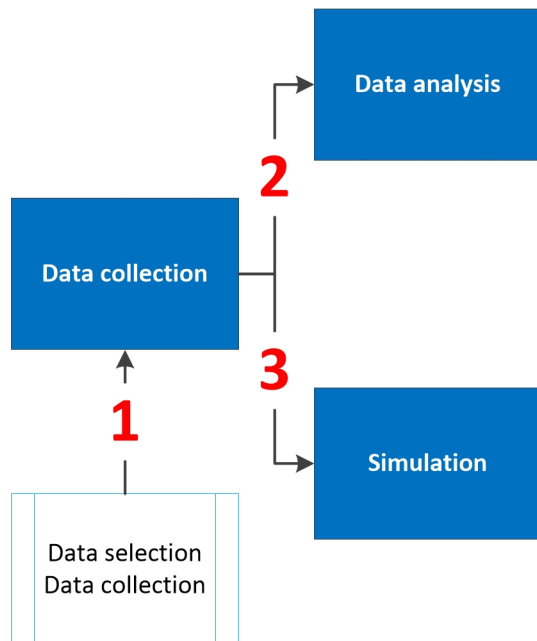 Data analysis
2
Data collection
3
1
Simulation
Data selection
Data collection